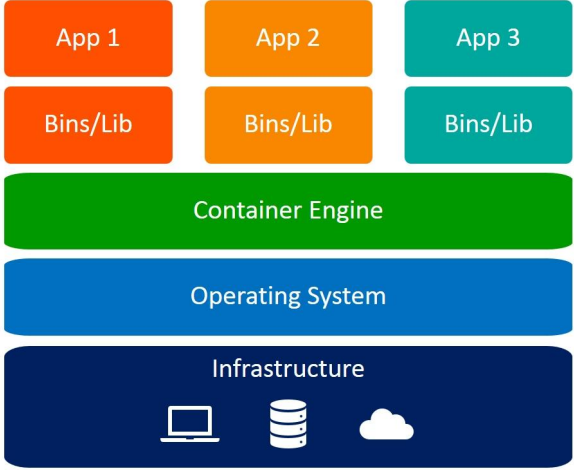 App 1
App 2
App 3
Bins/Lib
Bins/Lib
Bins/Lib
Container Engine
Operating System
Infrastructure